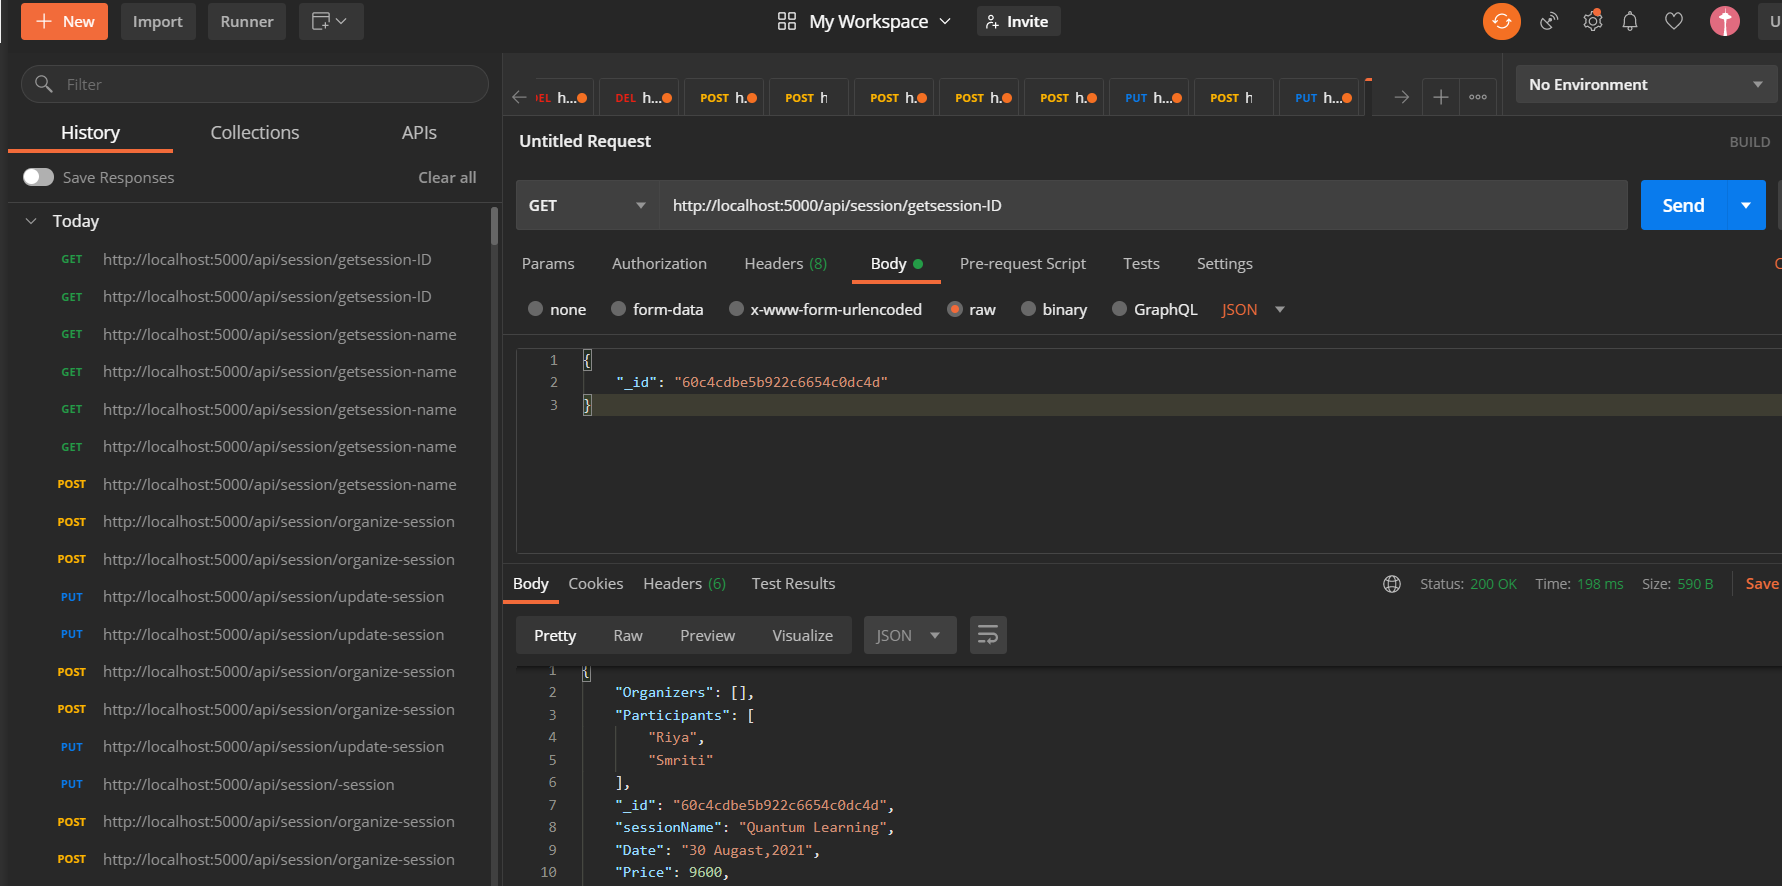 New Import Runner My Workspace Invite U
Filter
History Collections APIs
Save Responses Clear all
Today
GET http://localhost:5000/api/session/getsession-ID
GET http://localhost:5000/api/session/getsession-ID
GET http://localhost:5000/api/session/getsession-name
GET http://localhost:5000/api/session/getsession-name
GET http://localhost:5000/api/session/getsession-name
GET http://localhost:5000/api/session/getsession-name
POST http://localhost:5000/api/session/getsession-name
POST http://localhost:5000/api/session/organize-session
POST http://localhost:5000/api/session/organize-session
PUT http://localhost:5000/api/session/update-session
PUT http://localhost:5000/api/session/update-session
POST http://localhost:5000/api/session/organize-session
POST http://localhost:5000/api/session/organize-session
PUT http://localhost:5000/api/session/update-session
PUT http://localhost:5000/api/session/-session
POST http://localhost:5000/api/session/organize-session
POST http://localhost:5000/api/session/organize-session
DEL h... DEL h... POST h. POST h POST h. POST h. POST h. PUT h... POST h PUT h... No Environment
Untitled Request BUILD
GET http://localhost:5000/api/session/getsession-ID Send
Params Authorization Headers (8) Body Pre-request Script Tests Settings
none form-data x-www-form-urlencoded raw binary GraphQL JSON
1 {
2 "_id": "60c4cdbe5b922c6654c0dc4d"
3 }
Body Cookies Headers (6) Test Results Status: 200 OK Time: 198 ms Size: 590 B Save
Pretty Raw Preview Visualize JSON
1 {
2 "Organizers": [],
3 "Participants": [
4 "Riya",
5 "Smriti"
6 ],
7 "_id": "60c4cdbe5b922c6654c0dc4d",
8 "sessionName": "Quantum Learning",
9 "Date": "30 Augast,2021",
10 "Price": 9600,